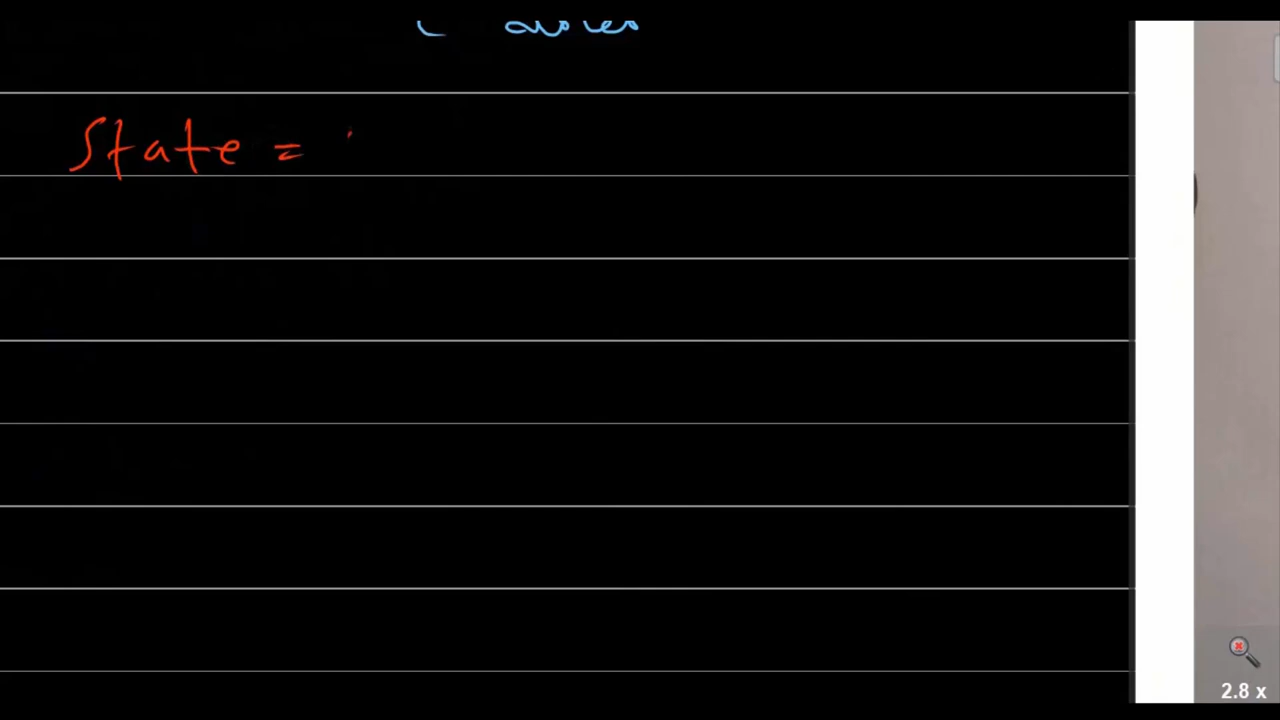 State =
2.8 x